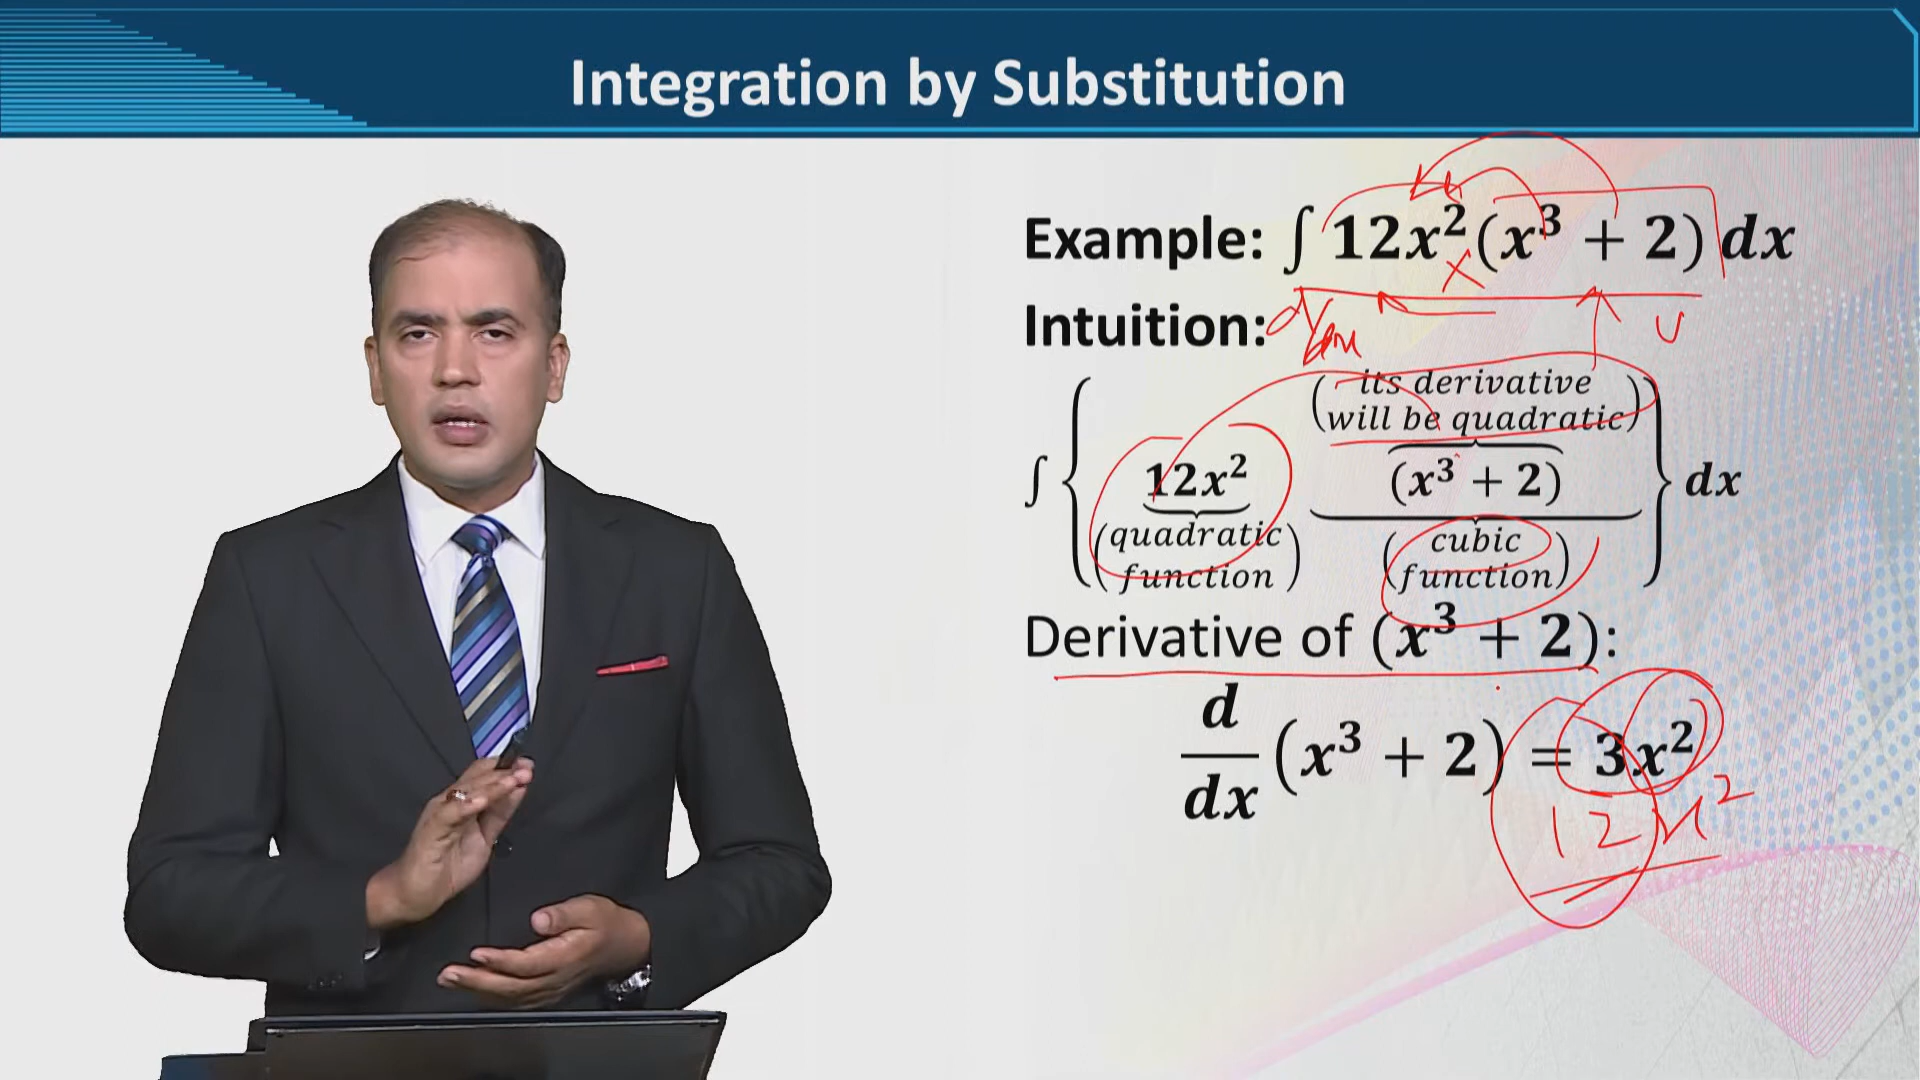 Integration by Substitution
Example: ∫ 12x²(x³ + 2) dx
x
Intuition:
d/dx
u
∫ { 12x² (quadratic function) (x³ + 2) (its derivative will be quadratic) (cubic function) } dx
Derivative of (x³ + 2):
d/dx (x³ + 2) = 3x²
12x²